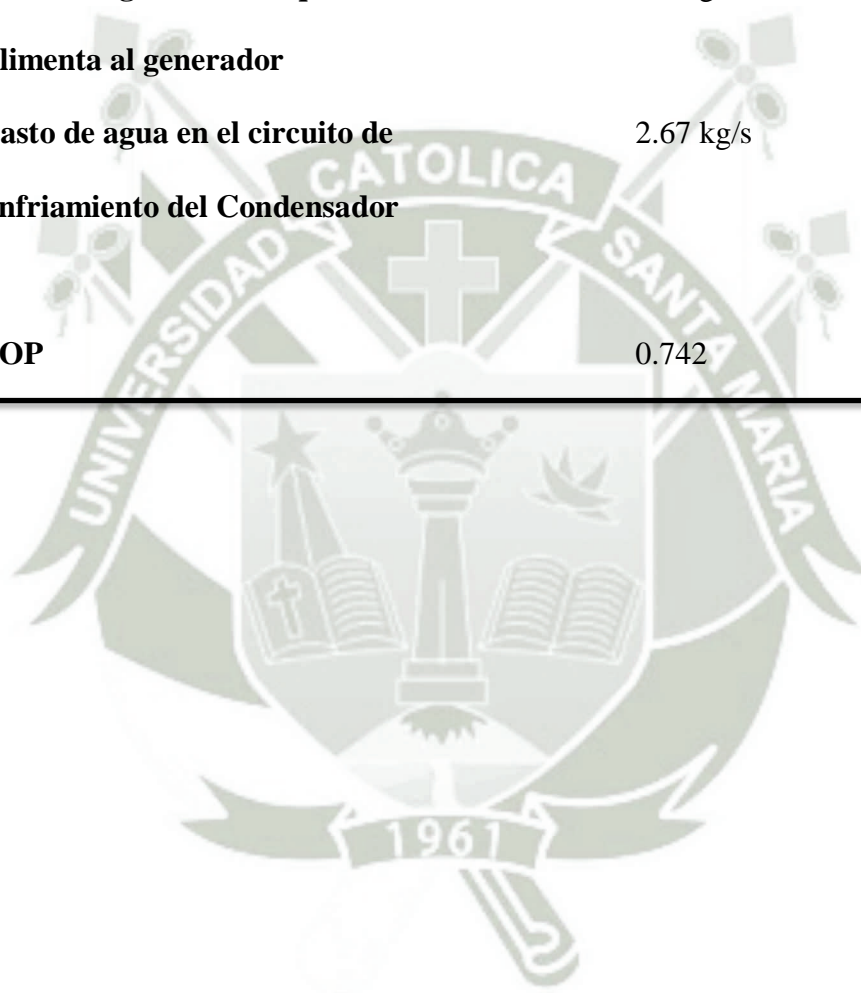 limenta al generador
asto de agua en el circuito de 2.67 kg/s
nfriamiento del Condensador
OP 0.742
UNIVERSIDAD CATOLICA SANTA MARIA
1961